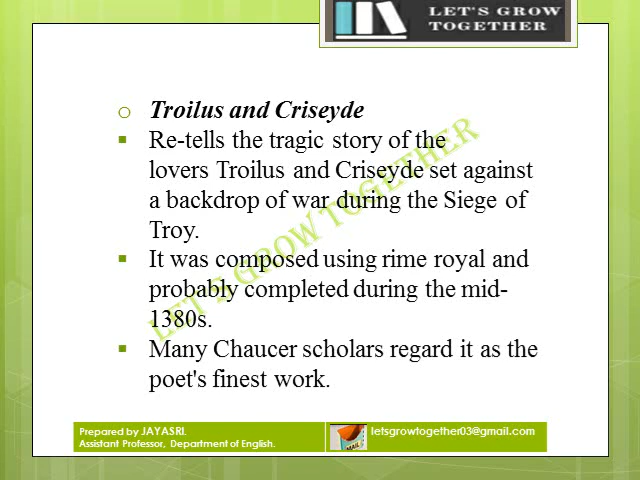 LET'S GROW
TOGETHER
Troilus and Criseyde
Re-tells the tragic story of the
lovers Troilus and Criseyde set against
a backdrop of war during the Siege of
Troy.
It was composed using rime royal and
probably completed during the mid-
1380s.
Many Chaucer scholars regard it as the
poet's finest work.
LET'S GROW TOGETHER
Prepared by JAYASRI.
Assistant Professor, Department of English.
letsgrowtogether03@gmail.com